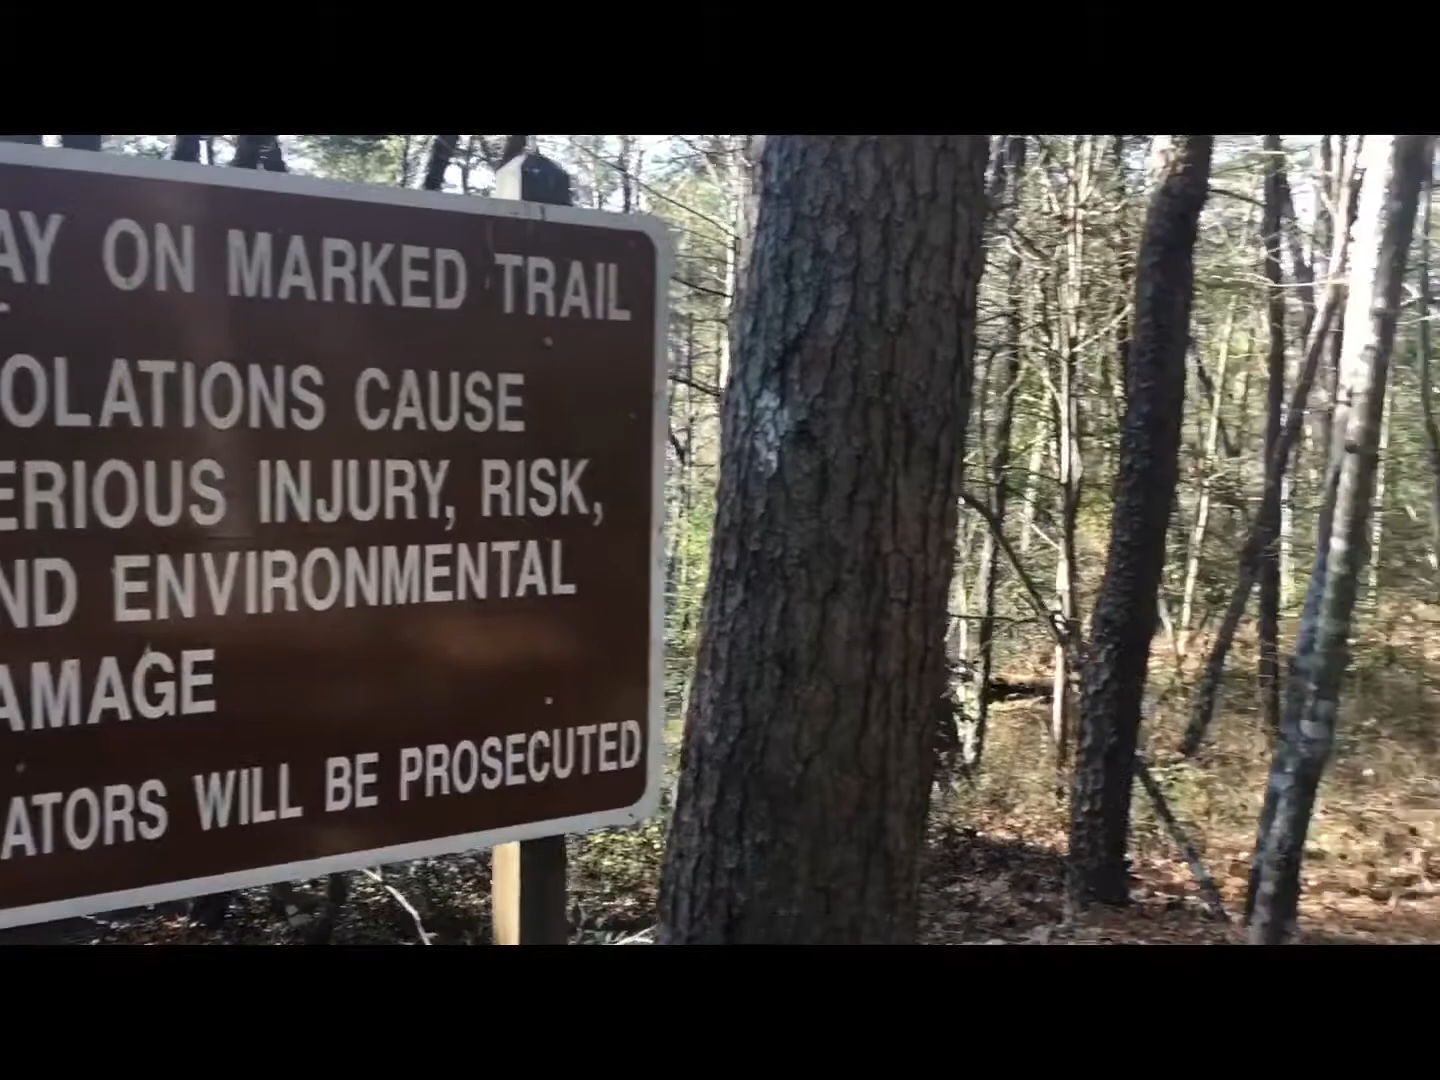 AY ON MARKED TRAIL
OLATIONS CAUSE
ERIOUS INJURY, RISK,
ND ENVIRONMENTAL
AMAGE
ATORS WILL BE PROSECUTED